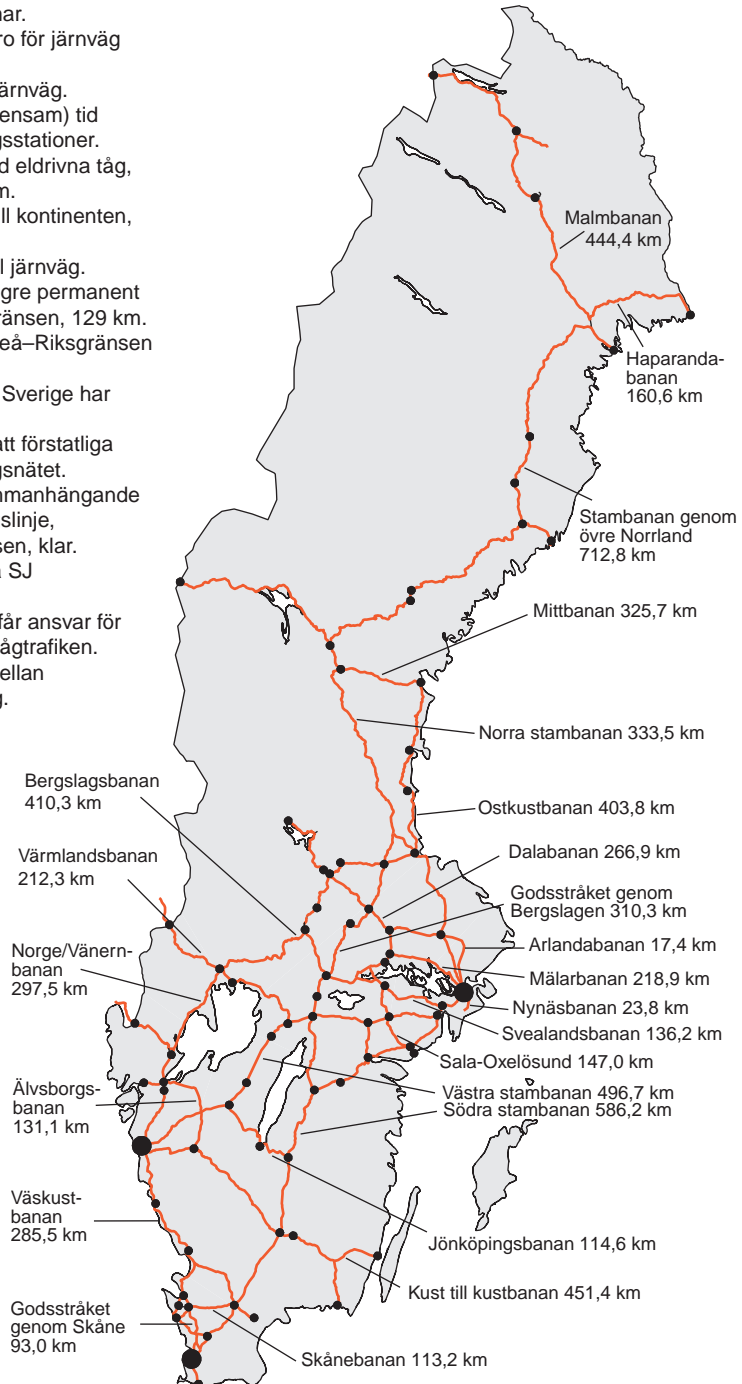 nar.
ro för järnväg
järnväg.
ensam) tid
gsstationer.
d eldrivna tåg,
m.
ill kontinenten,
l järnväg.
gre permanent
ränsen, 129 km.
eå–Riksgränsen
Sverige har
att förstatliga
gsnätet.
mmanhängande
slinje,
sen, klar.
a SJ
får ansvar för
ågtrafiken.
ellan
g.
Malmbanan
444,4 km
Haparanda-
banan
160,6 km
Stambanan genom
övre Norrland
712,8 km
Mittbanan 325,7 km
Norra stambanan 333,5 km
Bergslagsbanan
410,3 km
Ostkustbanan 403,8 km
Värmlandsbanan
212,3 km
Dalabanan 266,9 km
Godsstråket genom
Bergslagen 310,3 km
Norge/Vänern-
banan
297,5 km
Arlandabanan 17,4 km
Mälarbanan 218,9 km
Nynäsbanan 23,8 km
Svealandsbanan 136,2 km
Sala-Oxelösund 147,0 km
Älvsborgs-
banan
131,1 km
Västra stambanan 496,7 km
Södra stambanan 586,2 km
Väskust-
banan
285,5 km
Jönköpingsbanan 114,6 km
Kust till kustbanan 451,4 km
Godsstråket
genom Skåne
93,0 km
Skånebanan 113,2 km